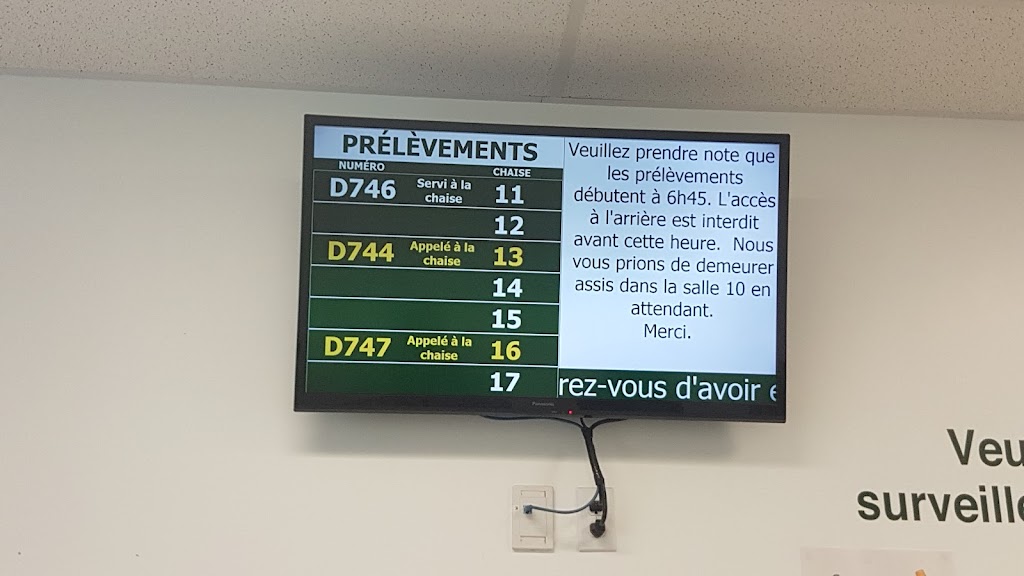 PRÉLÈVEMENTS
NUMÉRO CHAISE
D746 Servi à la chaise 11
12
D744 Appelé à la chaise 13
14
15
D747 Appelé à la chaise 16
17
Veuillez prendre note que
les prélèvements
débutent à 6h45. L'accès
à l'arrière est interdit
avant cette heure. Nous
vous prions de demeurer
assis dans la salle 10 en
attendant.
Merci.
rez-vous d'avoir e
Panasonic
Veu
surveille